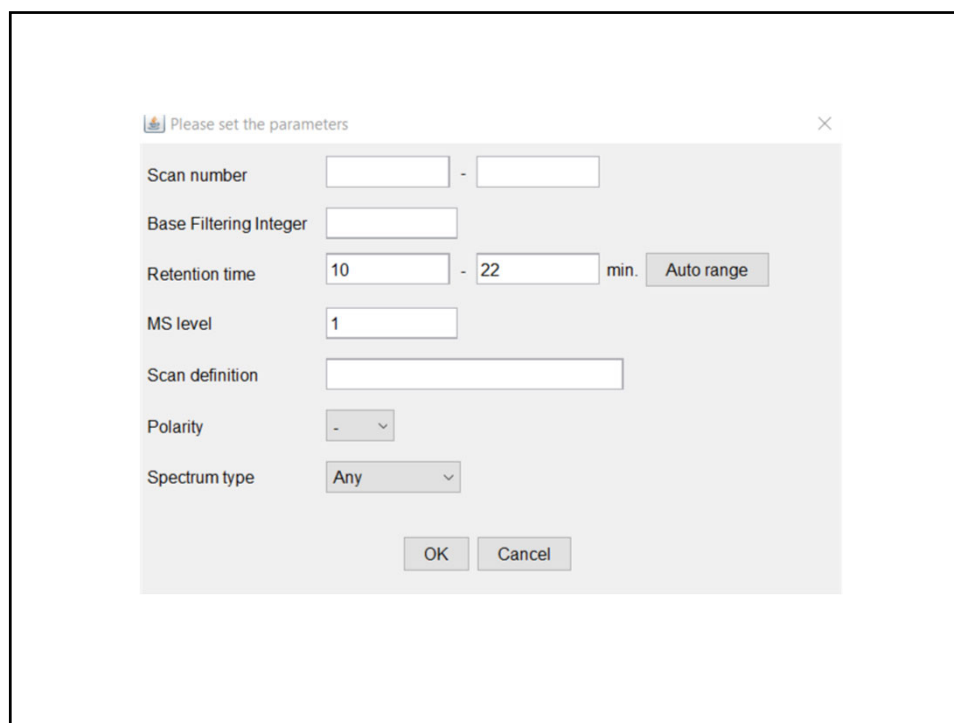 Please set the parameters
Scan number -
Base Filtering Integer
Retention time 10 - 22 min. Auto range
MS level 1
Scan definition
Polarity -
Spectrum type Any
OK Cancel